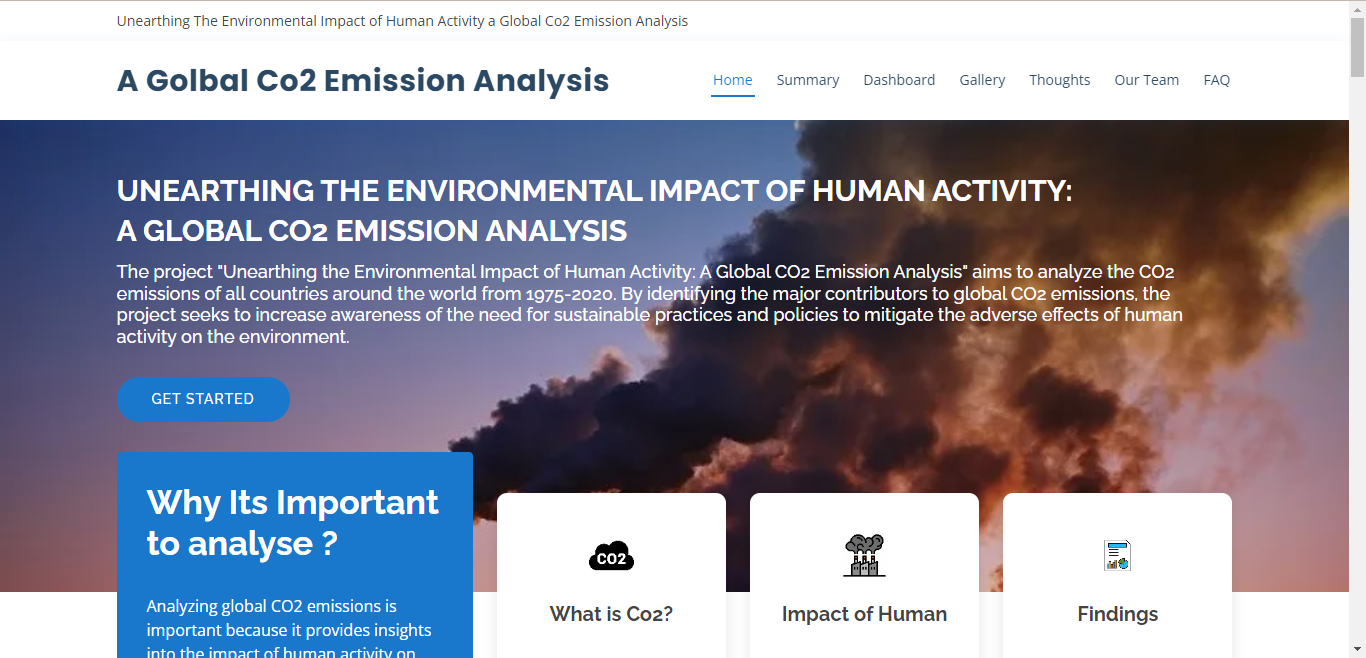 Unearthing The Environmental Impact of Human Activity a Global Co2 Emission Analysis
A Golbal Co2 Emission Analysis
Home Summary Dashboard Gallery Thoughts Our Team FAQ
UNEARTHING THE ENVIRONMENTAL IMPACT OF HUMAN ACTIVITY:
A GLOBAL CO2 EMISSION ANALYSIS
The project "Unearthing the Environmental Impact of Human Activity: A Global CO2 Emission Analysis" aims to analyze the CO2
emissions of all countries around the world from 1975-2020. By identifying the major contributors to global CO2 emissions, the
project seeks to increase awareness of the need for sustainable practices and policies to mitigate the adverse effects of human
activity on the environment.
GET STARTED
Why Its Important
to analyse ?
Analyzing global CO2 emissions is
important because it provides insights
into the impact of human activity on
CO2
What is Co2?
Impact of Human
Findings